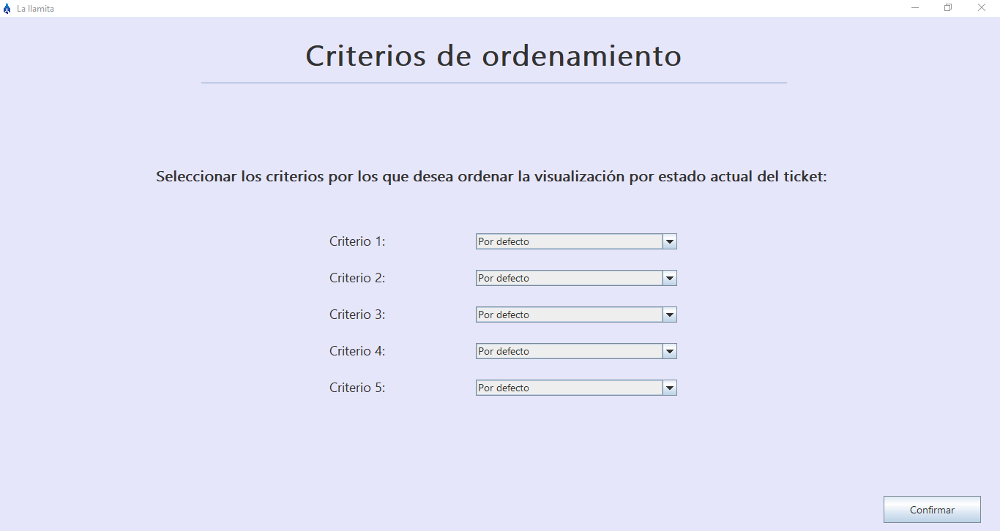 La llamita
Criterios de ordenamiento
Seleccionar los criterios por los que desea ordenar la visualización por estado actual del ticket:
Criterio 1: Por defecto
Criterio 2: Por defecto
Criterio 3: Por defecto
Criterio 4: Por defecto
Criterio 5: Por defecto
Confirmar